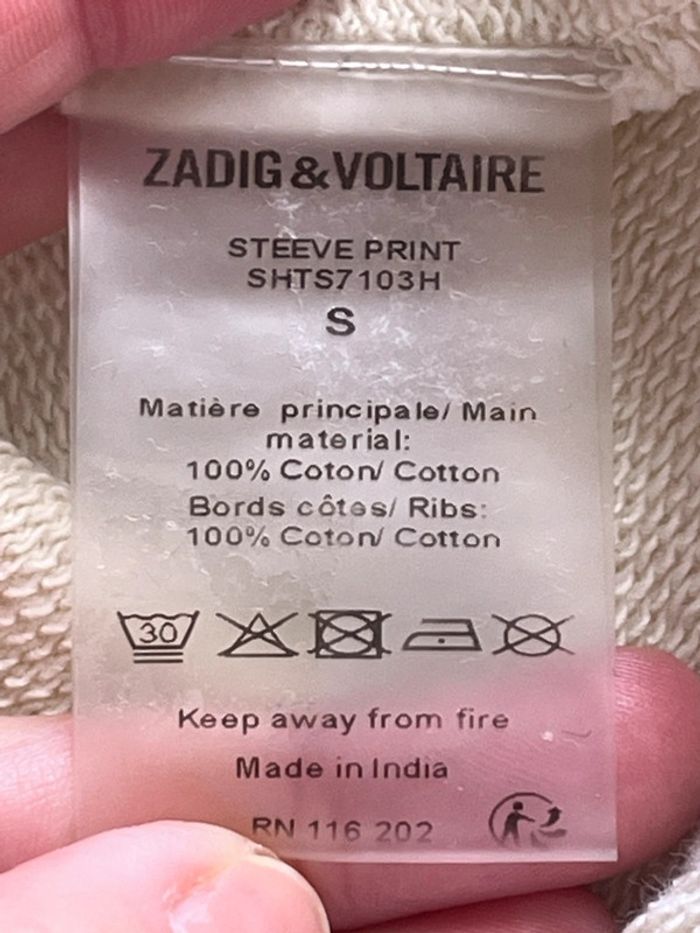 ZADIG&VOLTAIRE
STEEVE PRINT
SHTS7103H
S
Matière principale/ Main
material:
100% Coton/ Cotton
Bords côtes/ Ribs:
100% Coton/ Cotton
30
Keep away from fire
Made in India
RN 116 202